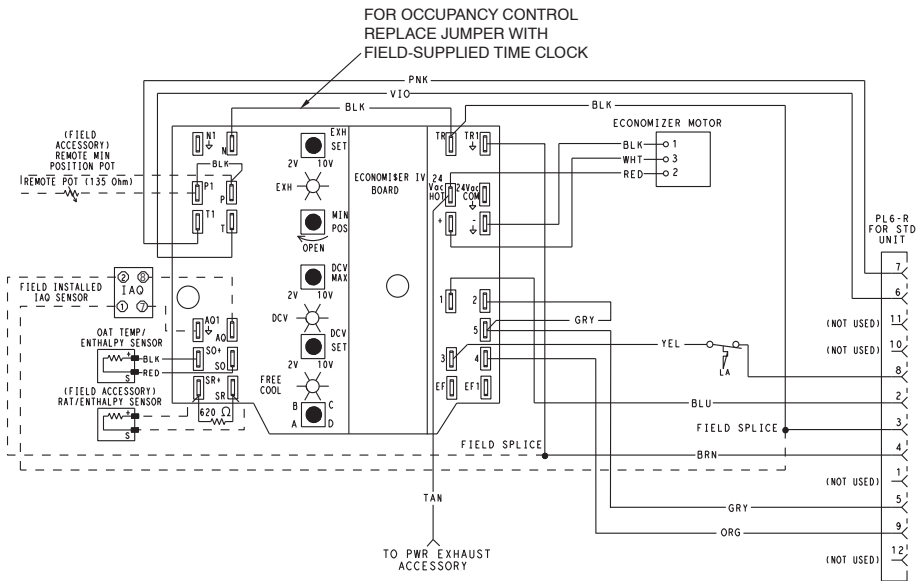 FOR OCCUPANCY CONTROL
REPLACE JUMPER WITH
FIELD-SUPPLIED TIME CLOCK
PNK
VIO
BLK
BLK
ECONOMIZER MOTOR
N1
N
EXH
SET
2V 10V
TR
TR1
BLK
WHT
RED
1
3
2
(FIELD
ACCESSORY)
REMOTE MIN
POSITION POT
REMOTE POT (135 Ohm)
BLK
P1
P
EXH
ECONOMI$ER IV
BOARD
24
Vac
HOT
24Vac
COM
T1
T
MIN
POS
OPEN
+
-
PL6-R
FOR STD
UNIT
FIELD INSTALLED
IAQ SENSOR
2 8
IAQ
1 7
DCV
MAX
2V 10V
1
2
GRY
5
7
6
11
(NOT USED)
10
(NOT USED)
AQ1
AQ
DCV
DCV
SET
2V 10V
OAT TEMP/
ENTHALPY SENSOR
+
BLK
RED
S
SO+
SO
3
4
YEL
LA
8
(FIELD ACCESSORY)
RAT/ENTHALPY SENSOR
+
S
SR+
SR
620 Ω
FREE
COOL
B C
A D
EF
EF1
BLU
2
FIELD SPLICE
3
FIELD SPLICE
BRN
4
1
(NOT USED)
TAN
GRY
5
ORG
9
TO PWR EXHAUST
ACCESSORY
12
(NOT USED)